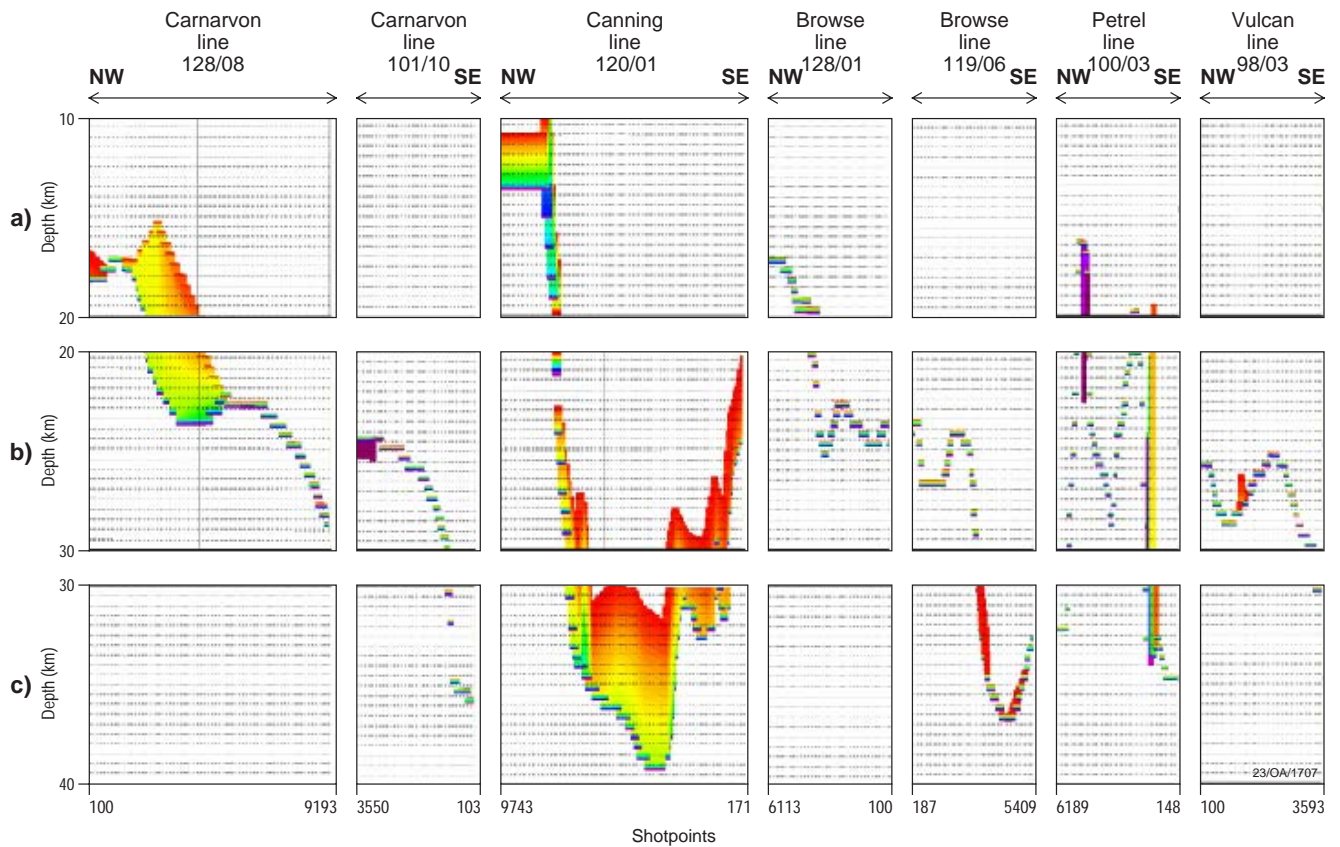 Carnarvon
line
128/08
NW
Carnarvon
line
101/10
SE
Canning
line
120/01
NW
SE
Browse
line
128/01
NW
Browse
line
119/06
SE
Petrel
line
100/03
NW
SE
Vulcan
line
98/03
NW
SE
a)
Depth (km)
10
20
b)
Depth (km)
20
30
c)
Depth (km)
30
40
23/OA/1707
100
9193
3550
103
9743
171
6113
100
187
5409
6189
148
100
3593
Shotpoints